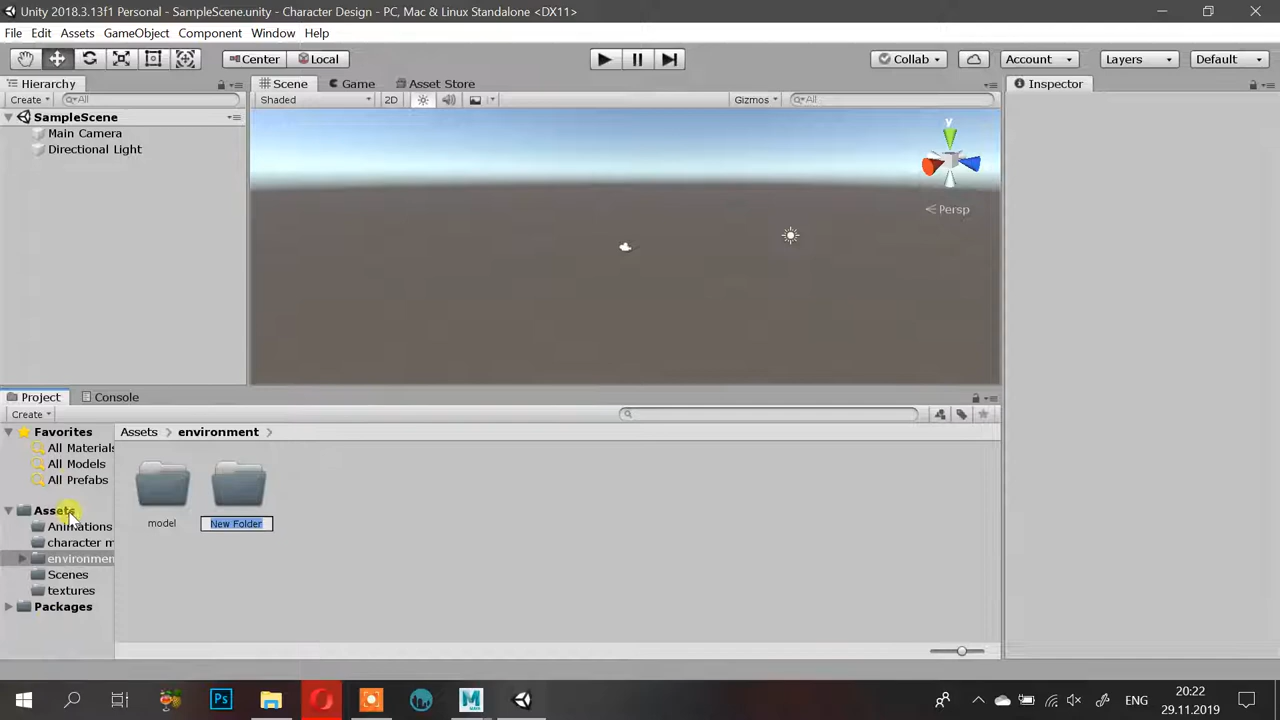 Unity 2018.3.13f1 Personal - SampleScene.unity - Character Design - PC, Mac & Linux Standalone <DX11>
File Edit Assets GameObject Component Window Help
Center Local Collab Account Layers Default
Hierarchy Scene Game Asset Store Inspector
Create All Shaded 2D Gizmos All
SampleScene
Main Camera
Directional Light
y
Persp
Project Console
Create
Favorites Assets environment
All Materials
All Models
All Prefabs
Assets
Animations
character m
environmen
Scenes
textures
Packages
model New Folder
Ps
ENG
20:22
29.11.2019